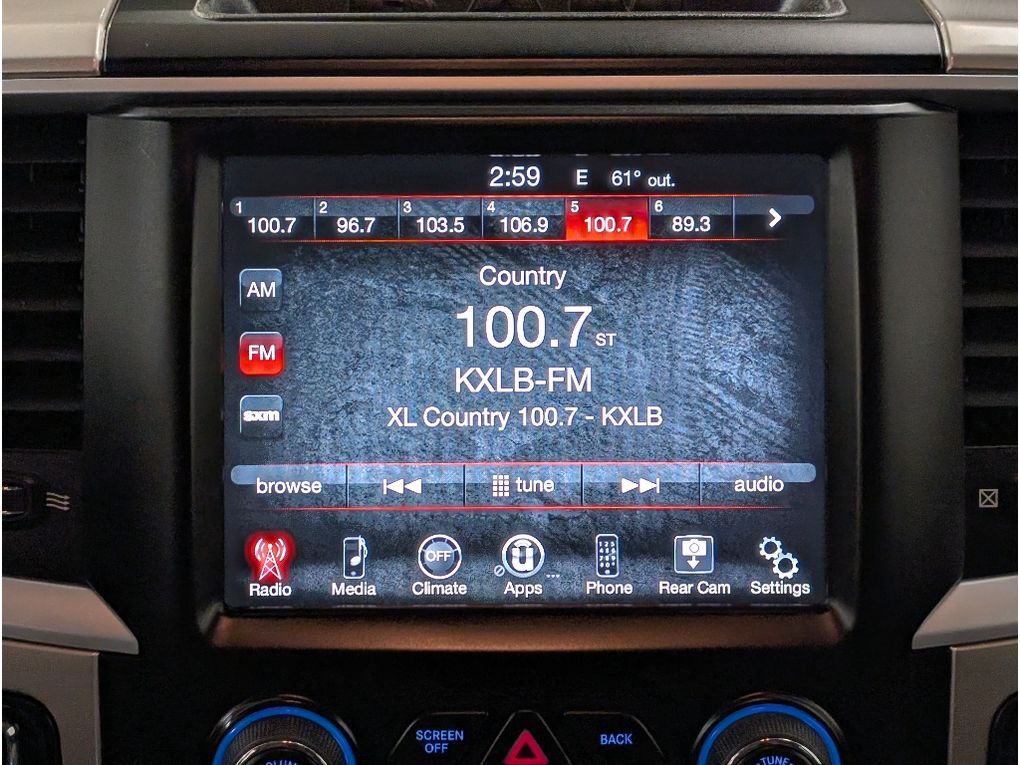 2:59 E 61° out.
1 2 3 4 5 6
100.7 96.7 103.5 106.9 100.7 89.3
AM
FM
sxm
Country
100.7 ST
KXLB-FM
XL Country 100.7 - KXLB
browse tune audio
OFF
Radio Media Climate Apps Phone Rear Cam Settings
SCREEN
OFF
BACK